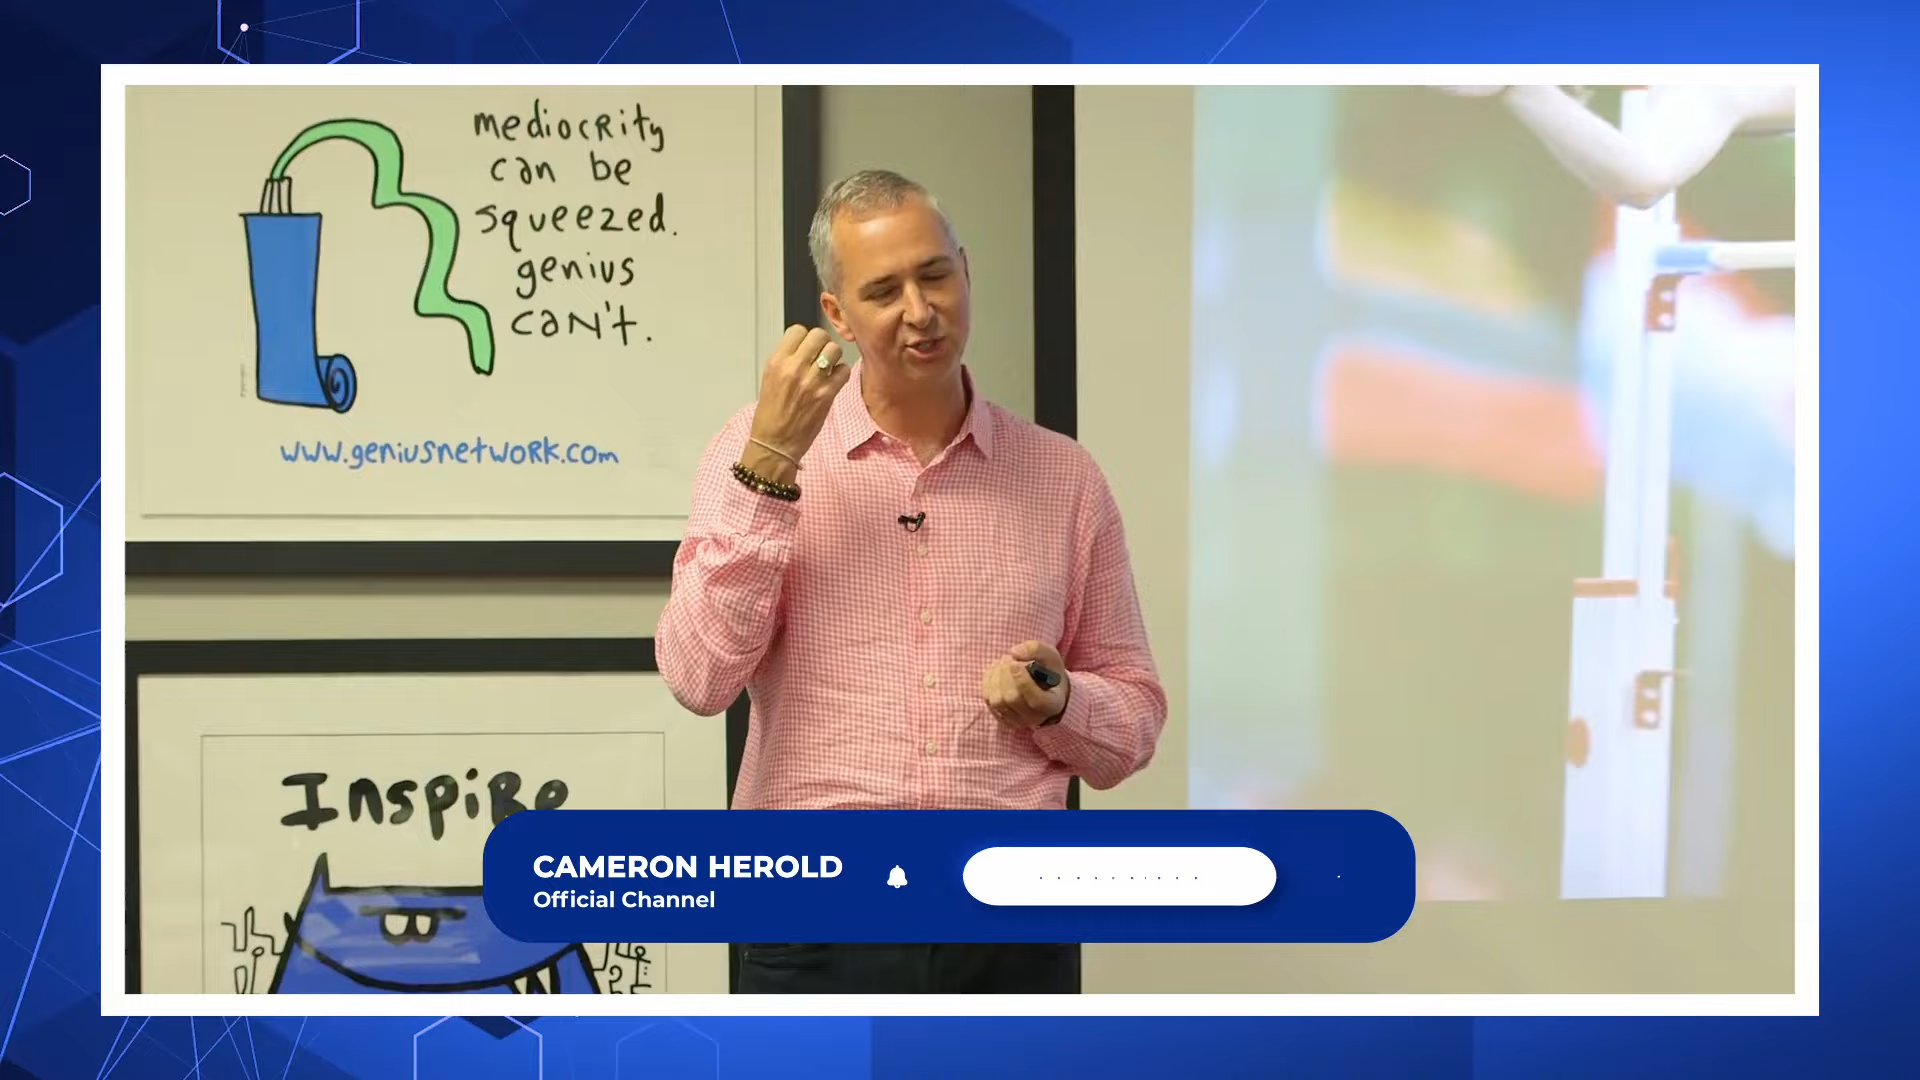 mediocrity
can be
squeezed.
genius
can't.
www.geniusnetwork.com
Inspire
CAMERON HEROLD
Official Channel